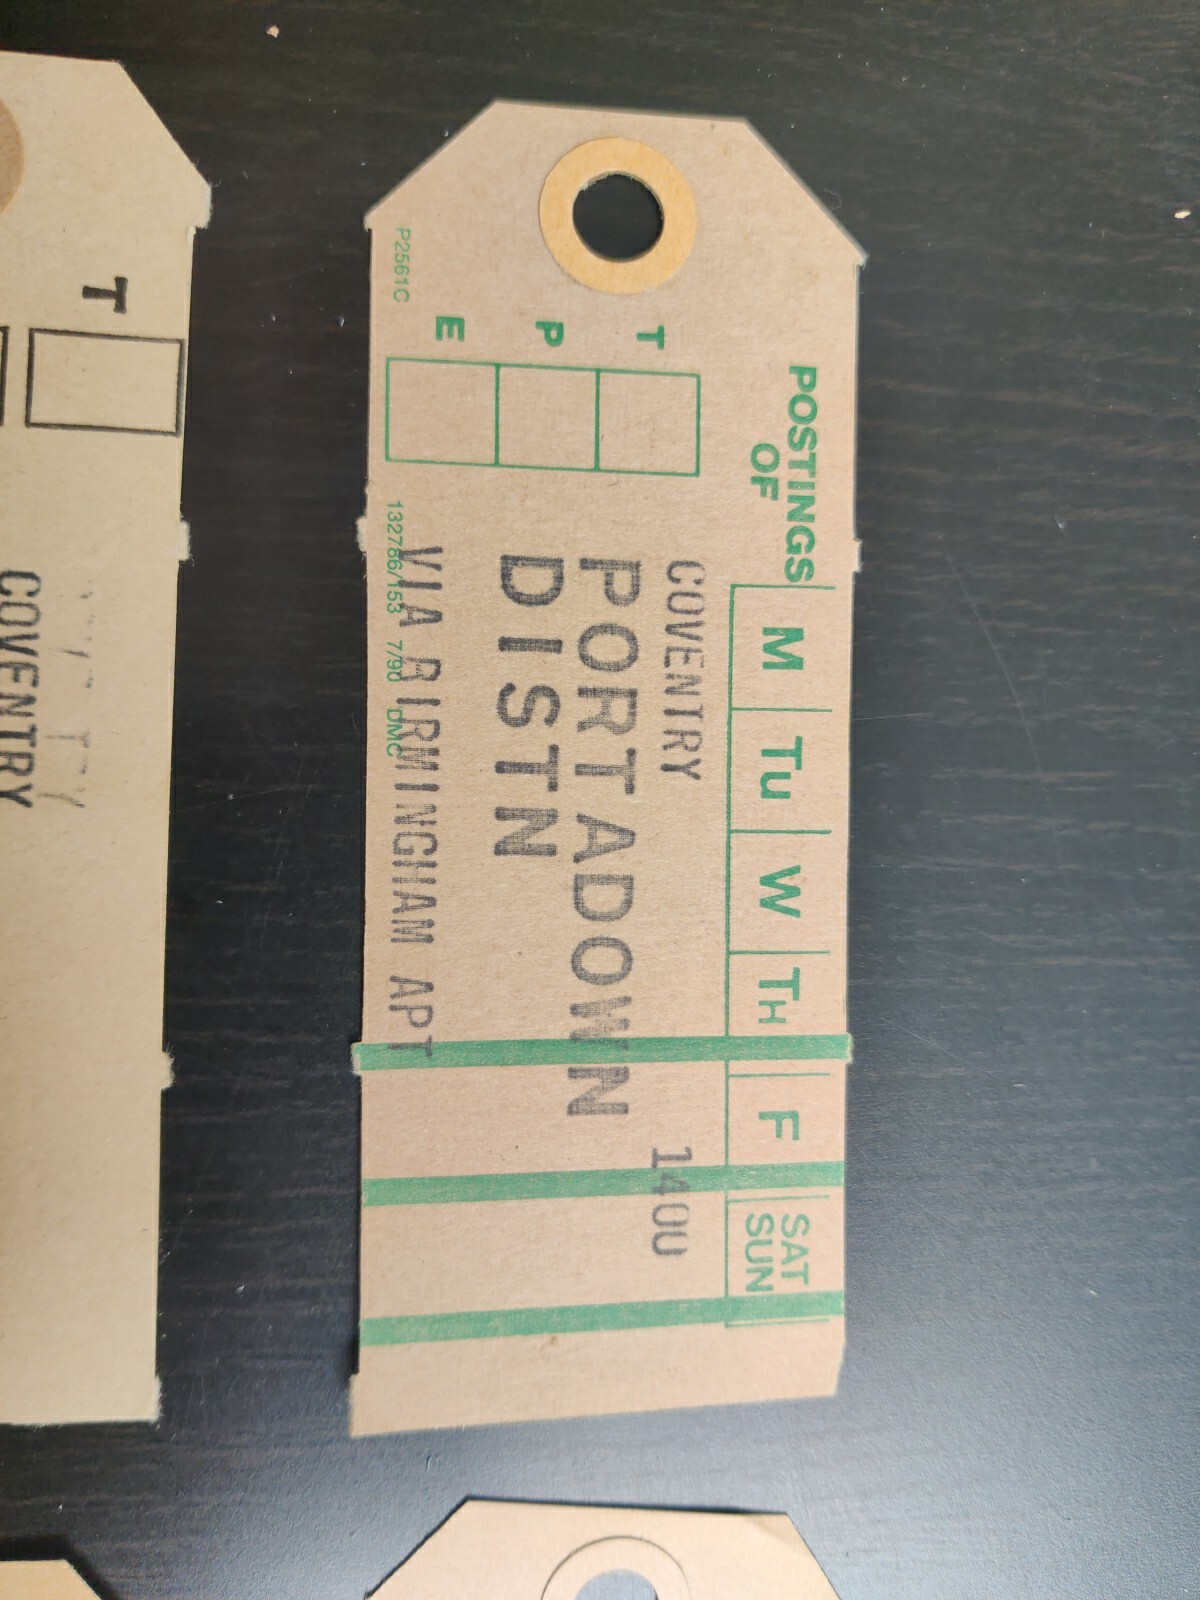 POSTINGS
OF
M Tu W TH F SAT
SUN
T
P
E
P2561C
COVENTRY 1400
PORTADOWN
DISTN
VIA BIRMINGHAM APT
132786/153 7/90 DMC
T
COVENTRY